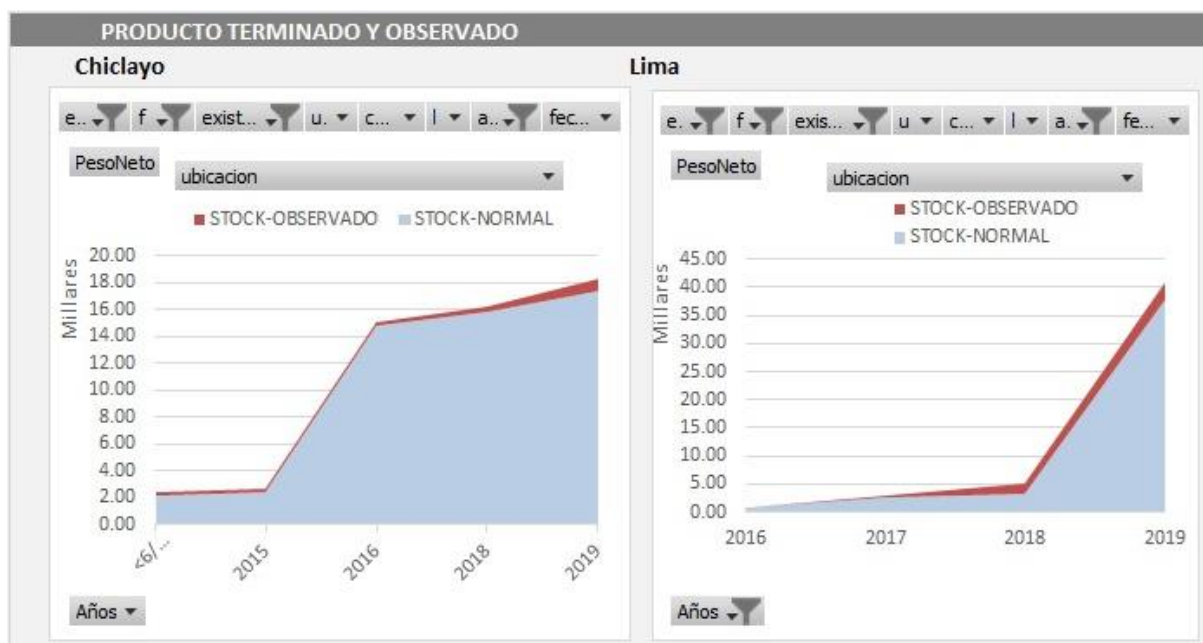 PRODUCTO TERMINADO Y OBSERVADO
Chiclayo
e.. f exist... u. c... l a.. fec...
PesoNeto
ubicacion
STOCK-OBSERVADO STOCK-NORMAL
Millares
20.00
18.00
16.00
14.00
12.00
10.00
8.00
6.00
4.00
2.00
0.00
<6/... 2015 2016 2018 2019
Años
Lima
e. f exis... u c... l a. fe...
PesoNeto
ubicacion
STOCK-OBSERVADO
STOCK-NORMAL
Millares
45.00
40.00
35.00
30.00
25.00
20.00
15.00
10.00
5.00
0.00
2016 2017 2018 2019
Años